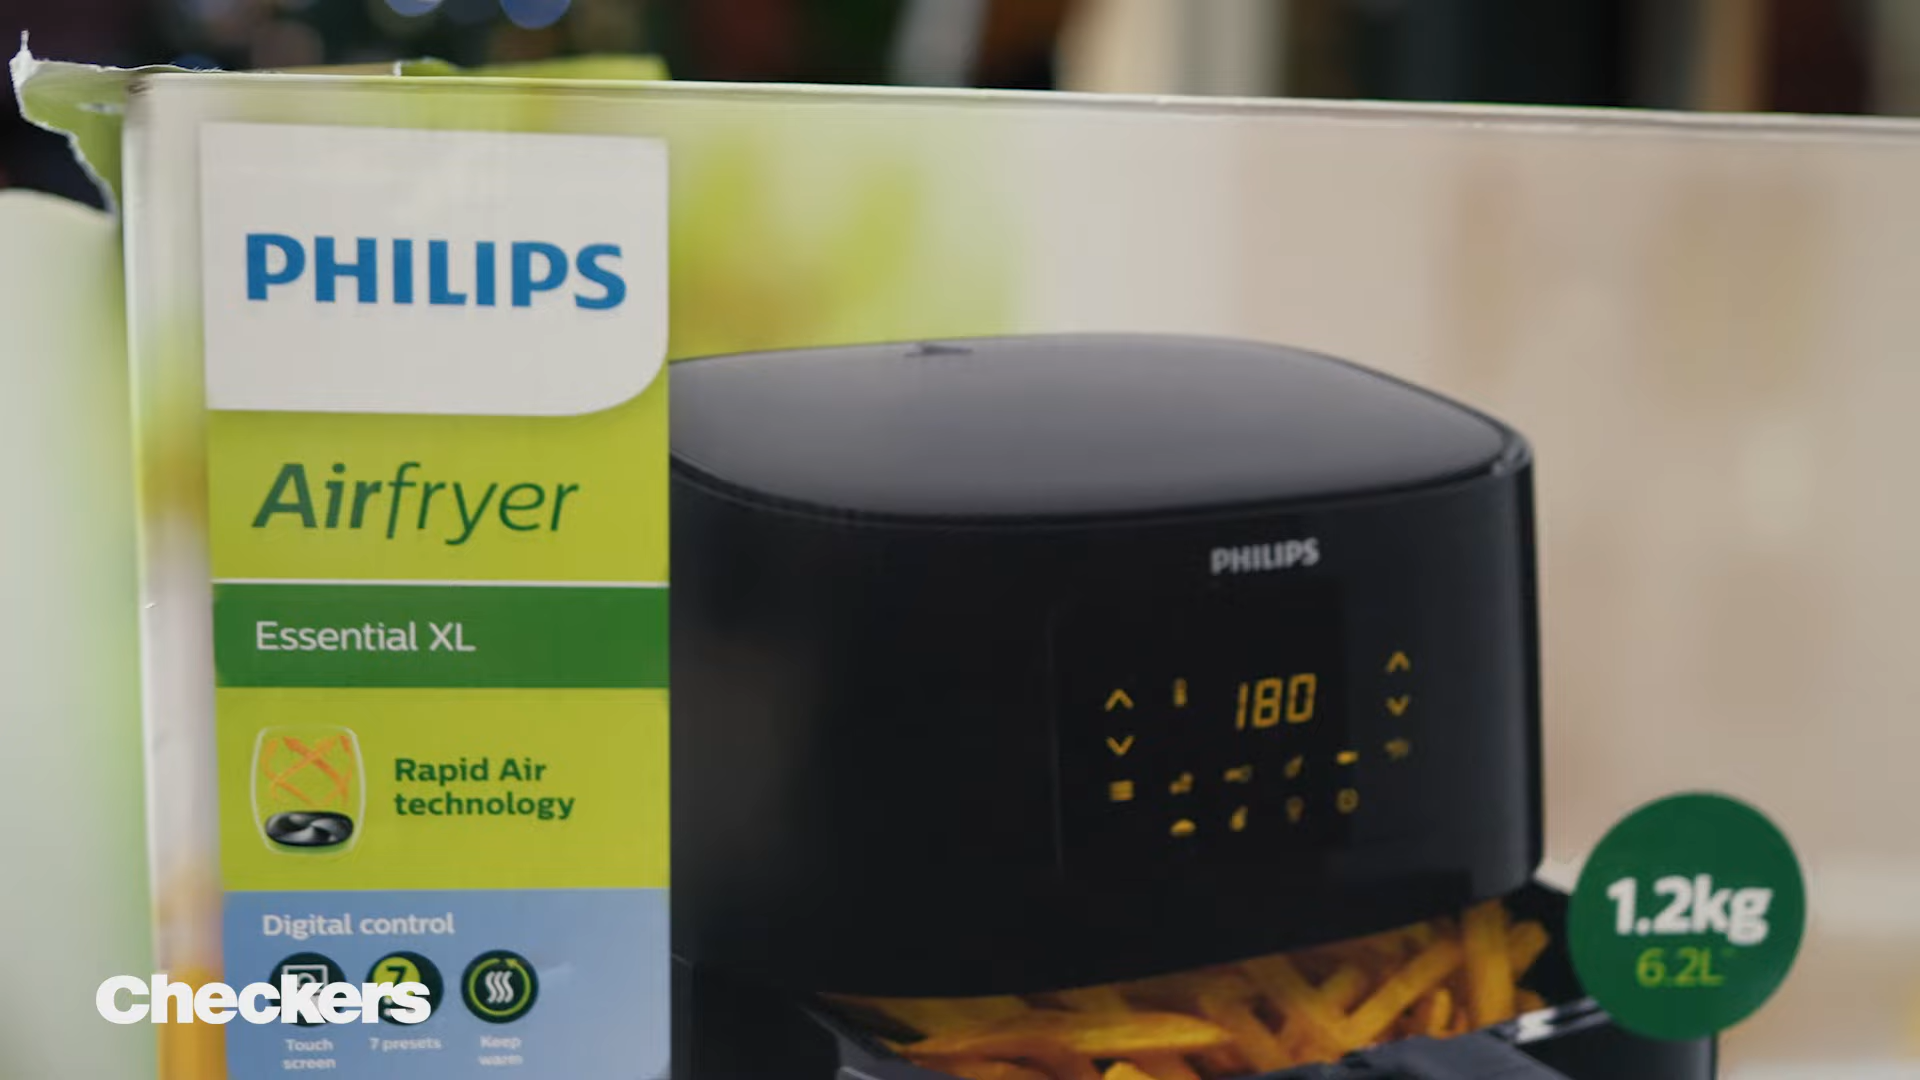 PHILIPS
Airfryer
Essential XL
Rapid Air
technology
Digital control
7
Touch
screen
7 presets
Keep
warm
PHILIPS
180
1.2kg
6.2L
Checkers